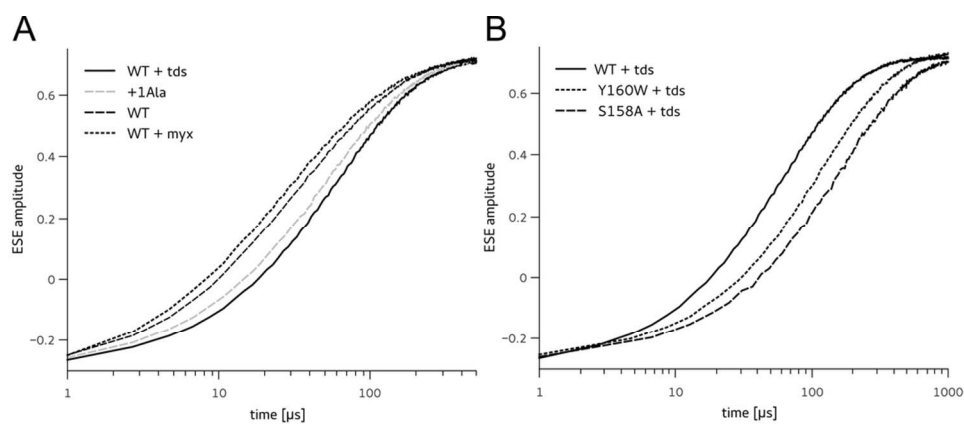 A
WT + tds
+1Ala
WT
WT + myx
ESE amplitude
0.6
0.4
0.2
0
−0.2
1
10
100
time [µs]
B
WT + tds
Y160W + tds
S158A + tds
ESE amplitude
0.6
0.4
0.2
0
−0.2
1
10
100
1000
time [µs]